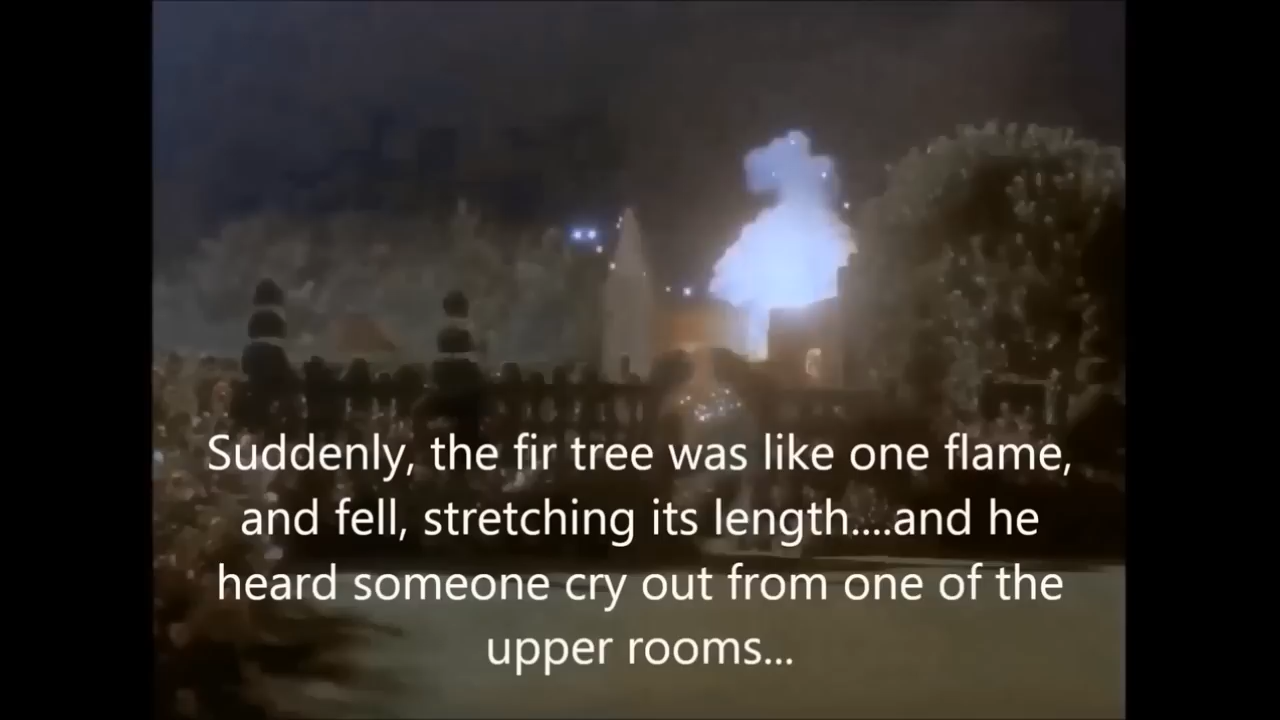 Suddenly, the fir tree was like one flame,
and fell, stretching its length....and he
heard someone cry out from one of the
upper rooms...